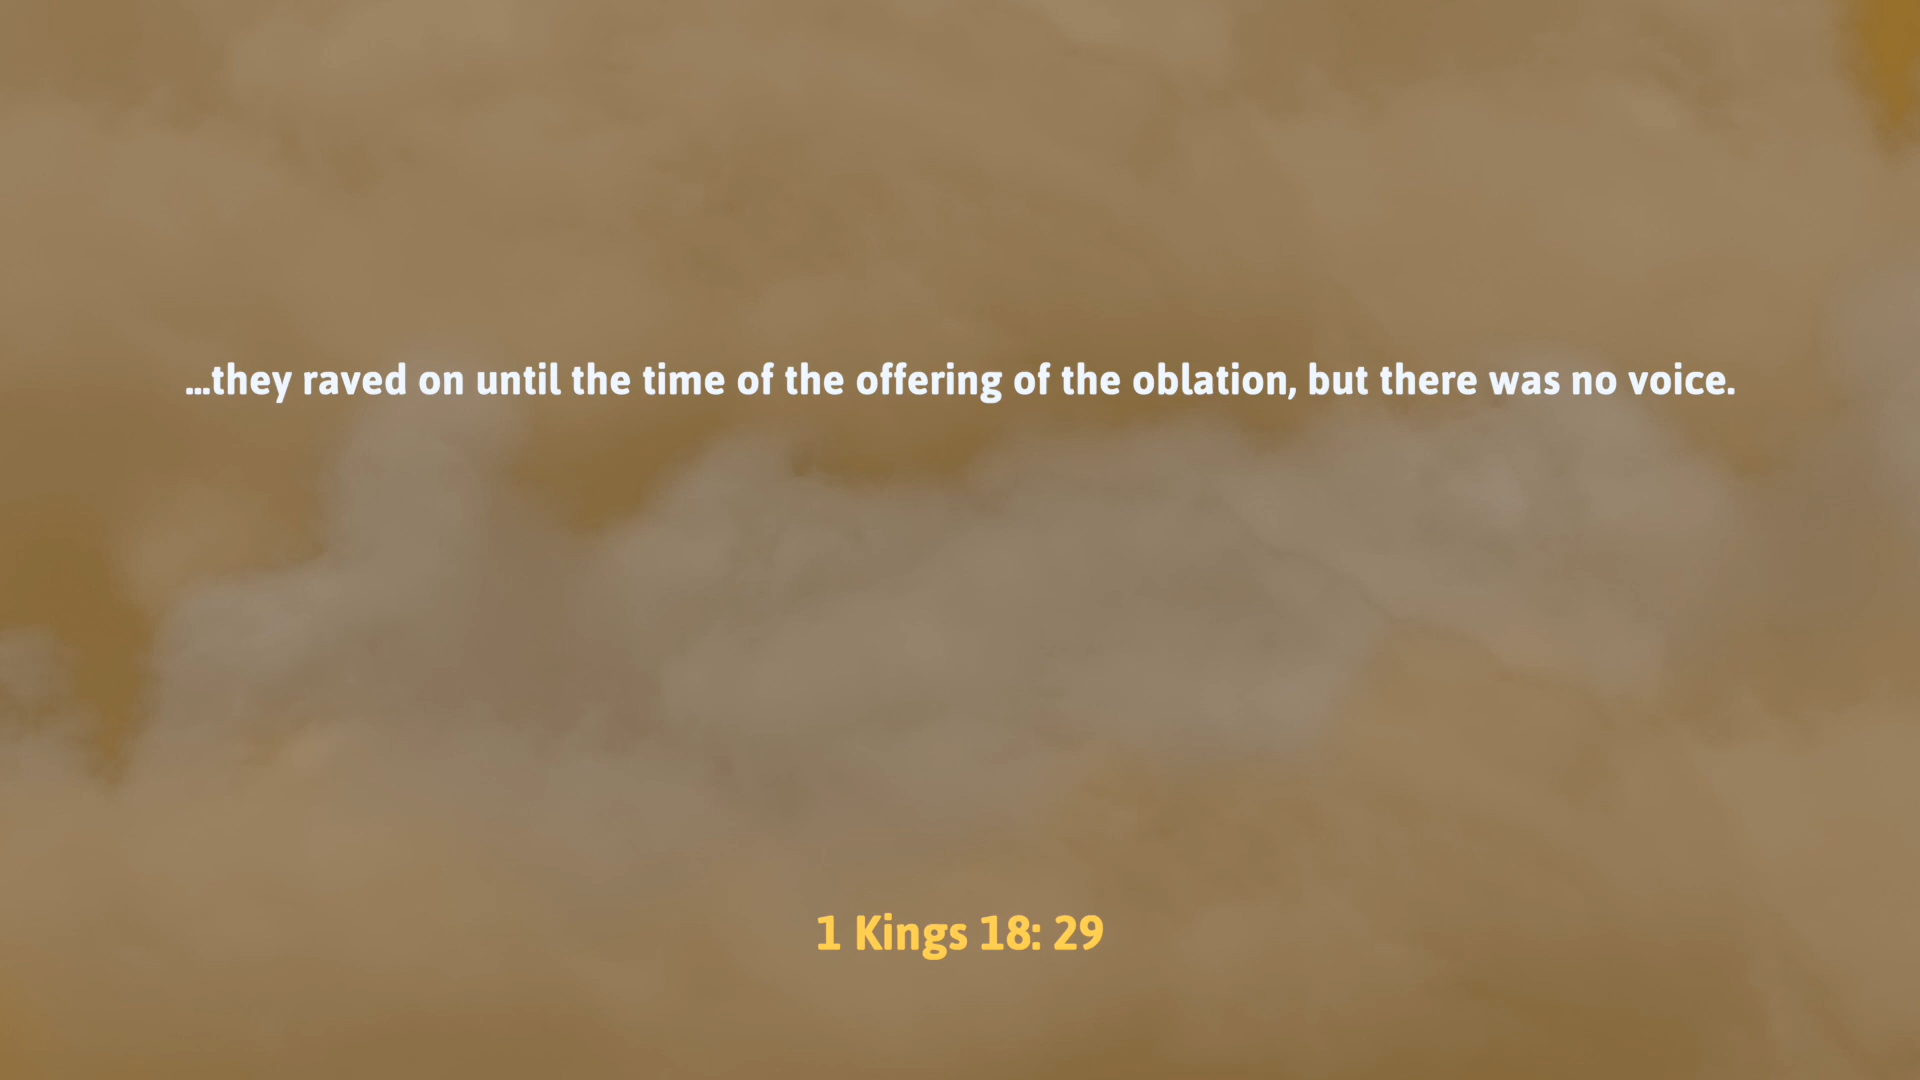 ...they raved on until the time of the offering of the oblation, but there was no voice.
1 Kings 18: 29